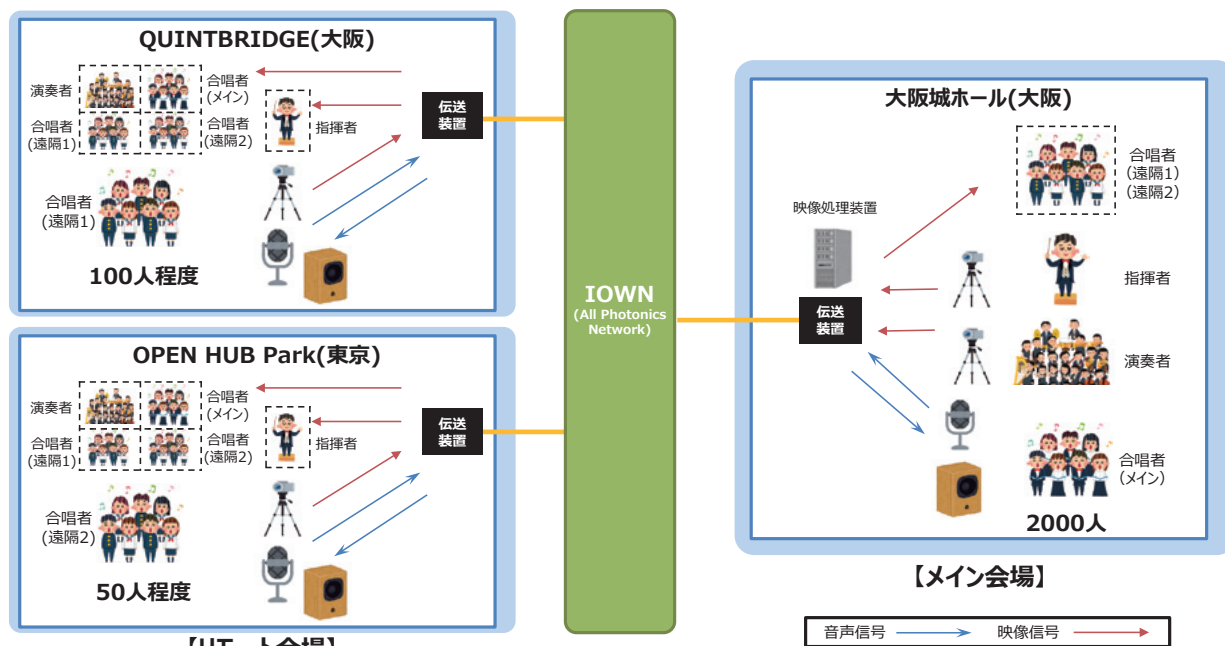 QUINTBRIDGE(大阪)
演奏者
合唱者
(メイン)
合唱者
(遠隔1)
合唱者
(遠隔2)
指揮者
伝送
装置
合唱者
(遠隔1)
100人程度
OPEN HUB Park(東京)
演奏者
合唱者
(メイン)
合唱者
(遠隔1)
合唱者
(遠隔2)
指揮者
伝送
装置
合唱者
(遠隔2)
50人程度
【リモート会場】
IOWN
(All Photonics
Network)
大阪城ホール(大阪)
合唱者
(遠隔1)
(遠隔2)
映像処理装置
伝送
装置
指揮者
演奏者
合唱者
(メイン)
2000人
【メイン会場】
音声信号
映像信号